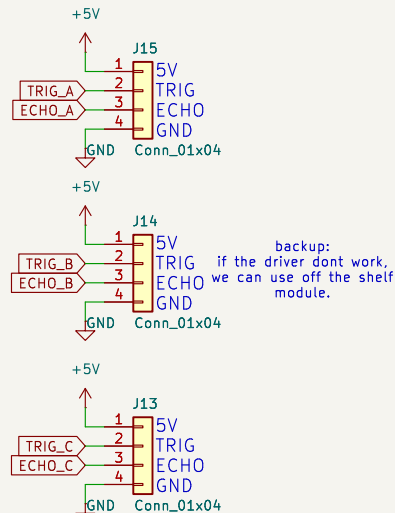 +5V
J15
1 5V
TRIG_A 2 TRIG
ECHO_A 3 ECHO
4 GND
GND Conn_01x04
+5V
J14
1 5V
TRIG_B 2 TRIG
ECHO_B 3 ECHO
4 GND
GND Conn_01x04
backup:
if the driver dont work,
we can use off the shelf
module.
+5V
J13
1 5V
TRIG_C 2 TRIG
ECHO_C 3 ECHO
4 GND
GND Conn_01x04